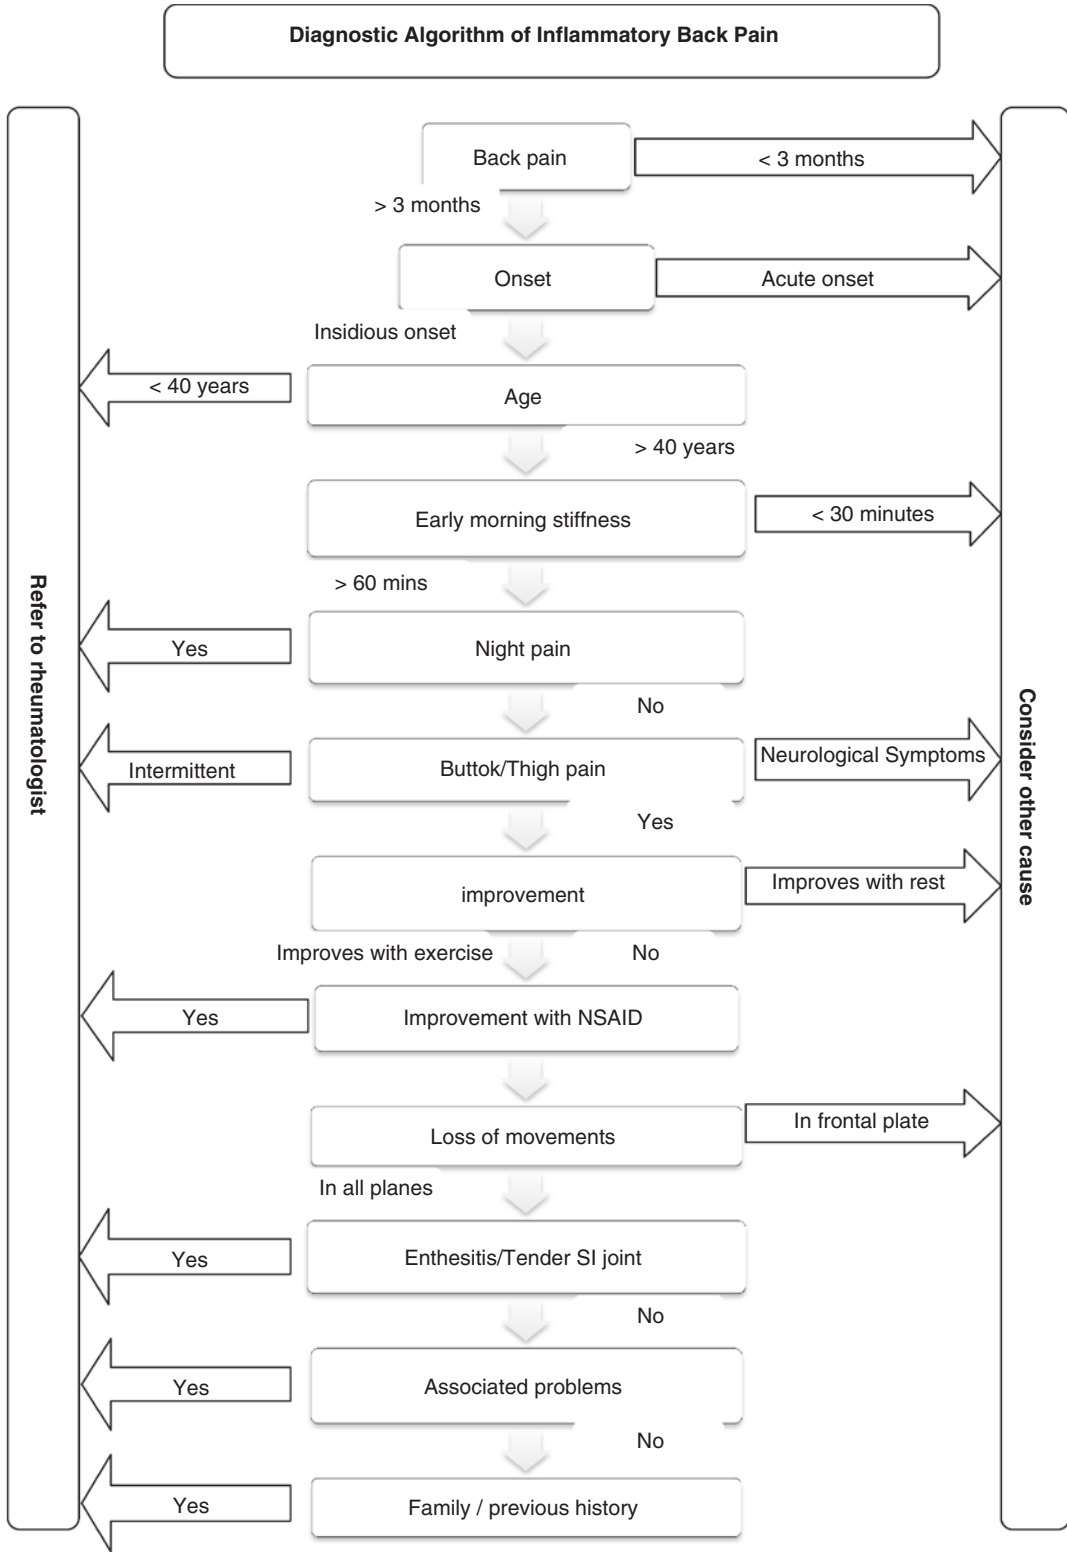 Diagnostic Algorithm of Inflammatory Back Pain
Back pain
< 3 months
> 3 months
Onset
Acute onset
Insidious onset
< 40 years
Age
> 40 years
Early morning stiffness
< 30 minutes
> 60 mins
Yes
Night pain
No
Intermittent
Buttok/Thigh pain
Neurological Symptoms
Yes
improvement
Improves with rest
Improves with exercise
No
Yes
Improvement with NSAID
Loss of movements
In frontal plate
In all planes
Yes
Enthesitis/Tender SI joint
No
Yes
Associated problems
No
Yes
Family / previous history
Refer to rheumatologist
Consider other cause